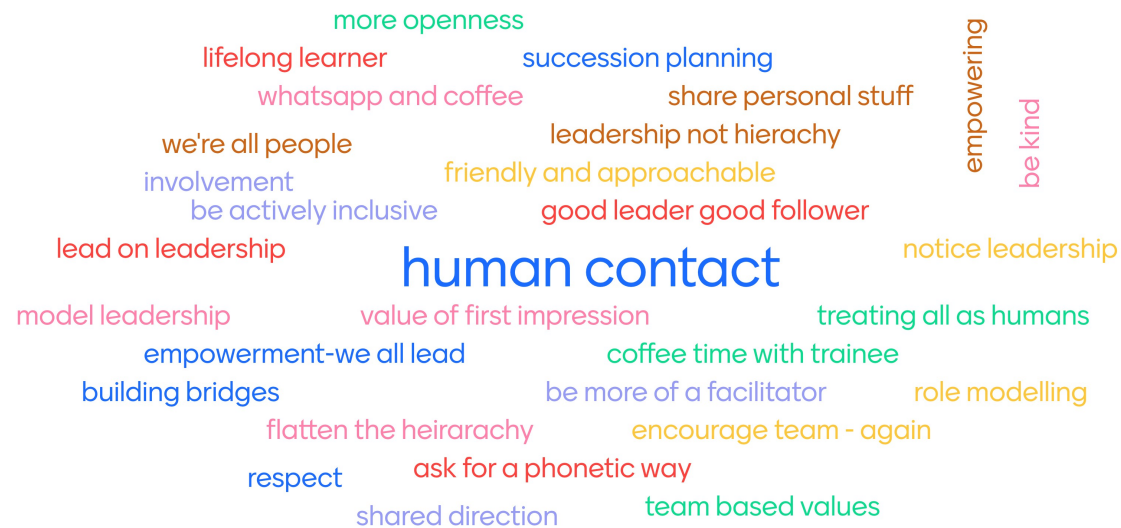 more openness
lifelong learner
succession planning
whatsapp and coffee
share personal stuff
empowering
be kind
we're all people
leadership not hierachy
involvement
friendly and approachable
be actively inclusive
good leader good follower
lead on leadership
human contact
notice leadership
model leadership
value of first impression
treating all as humans
empowerment-we all lead
coffee time with trainee
building bridges
be more of a facilitator
role modelling
flatten the heirarachy
encourage team - again
respect
ask for a phonetic way
shared direction
team based values